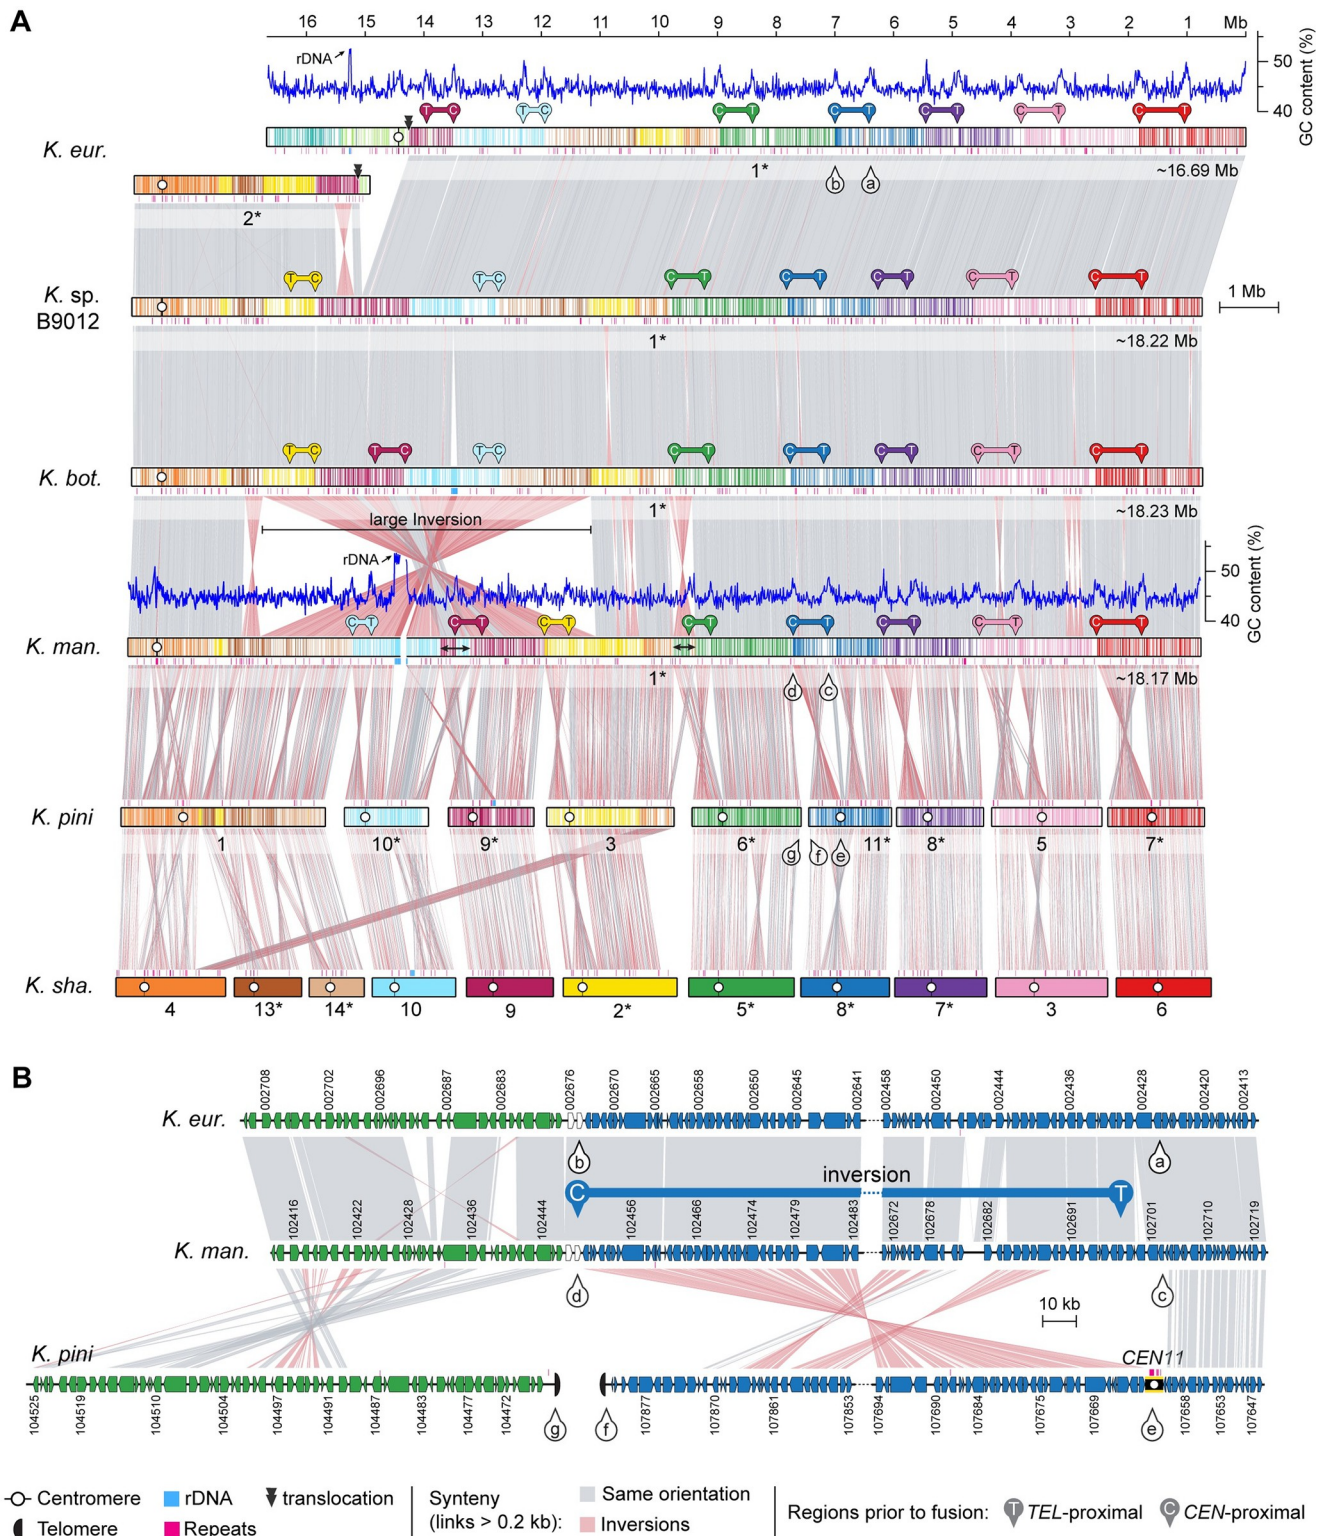 A
16 15 14 13 12 11 10 9 8 7 6 5 4 3 2 1 Mb
rDNA
50
40
GC content (%)
T C T C C T C T C T C T C T
K. eur.
1*
~16.69 Mb
b a
2*
T C T C C T C T C T C T C T
K. sp.
B9012
1 Mb
1*
~18.22 Mb
T C T C T C C T C T C T C T C T
K. bot.
1*
~18.23 Mb
large Inversion
rDNA
50
40
GC content (%)
C T C T C T C T C T C T C T C T
K. man.
1*
~18.17 Mb
d c
K. pini
1 10* 9* 3 6* 11* 8* 5 7*
g f e
K. sha.
4 13* 14* 10 9 2* 5* 8* 7* 3 6
B
002708 002702 002696 002687 002683 002676 002670 002665 002658 002650 002645 002641 002458 002450 002444 002436 002428 002420 002413
K. eur.
b a
inversion
C T
102416 102422 102428 102436 102444 102456 102466 102474 102479 102483 102672 102678 102682 102691 102701 102710 102719
K. man.
d c
10 kb
K. pini
CEN11
104525 104519 104510 104504 104497 104491 104487 104483 104477 104472 107877 107870 107861 107853 107694 107690 107684 107675 107669 107658 107653 107647
g f e
Centromere
Telomere
rDNA
Repeats
translocation
Synteny
(links > 0.2 kb):
Same orientation
Inversions
Regions prior to fusion:
T TEL-proximal
C CEN-proximal